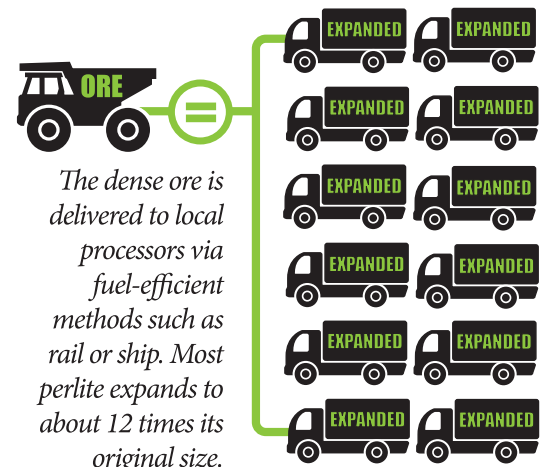 ORE
=
EXPANDED
EXPANDED
EXPANDED
EXPANDED
EXPANDED
EXPANDED
EXPANDED
EXPANDED
EXPANDED
EXPANDED
EXPANDED
EXPANDED
The dense ore is
delivered to local
processors via
fuel-efficient
methods such as
rail or ship. Most
perlite expands to
about 12 times its
original size.